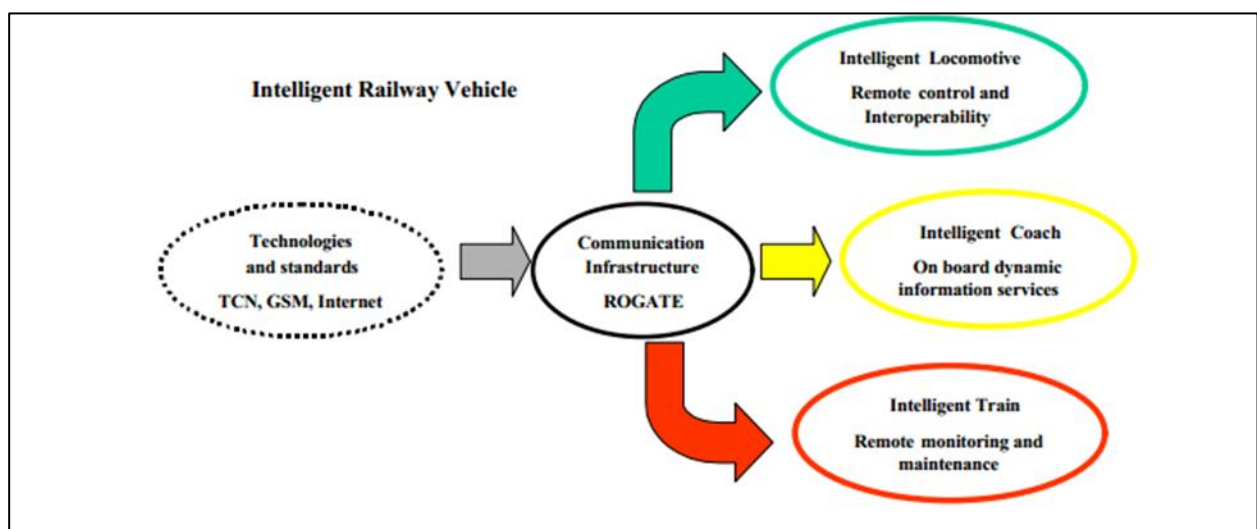 Intelligent Railway Vehicle
Intelligent Locomotive
Remote control and
Interoperability
Technologies
and standards
TCN, GSM, Internet
Communication
Infrastructure
ROGATE
Intelligent Coach
On board dynamic
information services
Intelligent Train
Remote monitoring and
maintenance